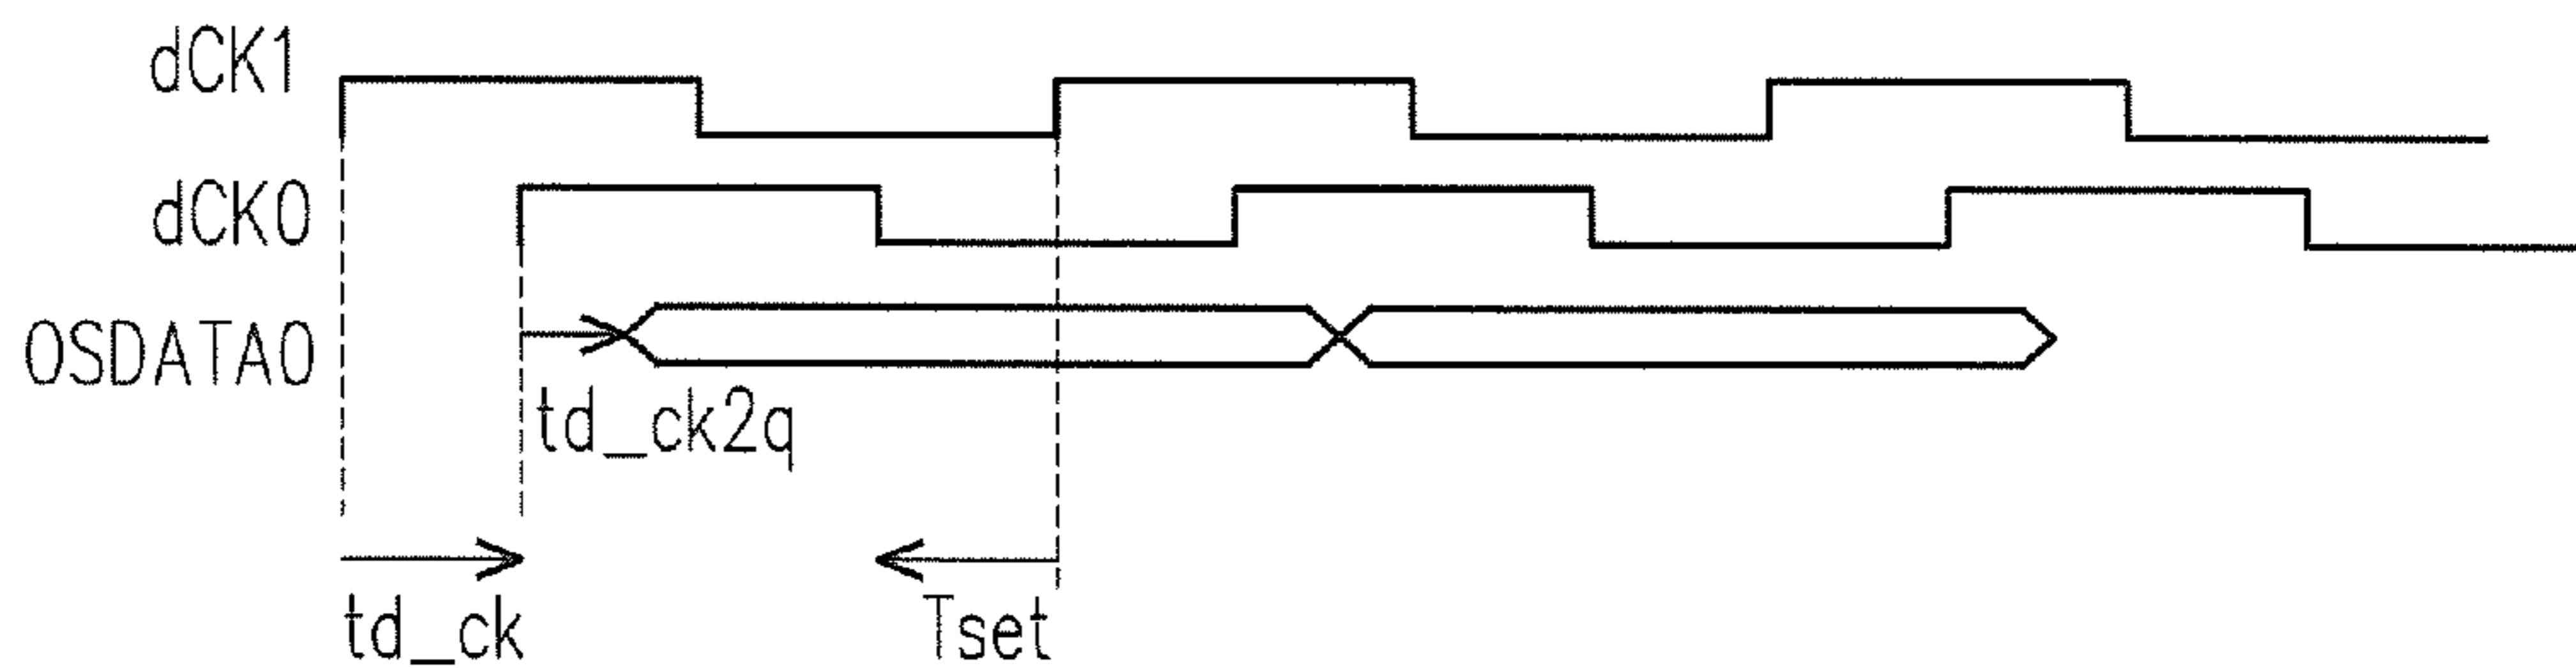 dCK1
dCK0
OSDATA0
td_ck2q
td_ck
Tset